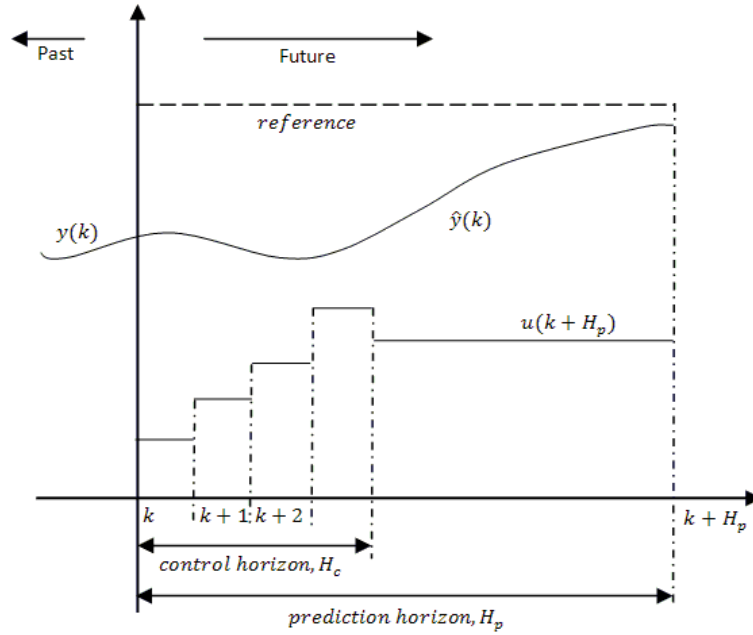 Past
Future
reference
y(k)
ŷ(k)
u(k + H_p)
k
k + 1
k + 2
k + H_p
control horizon, H_c
prediction horizon, H_p